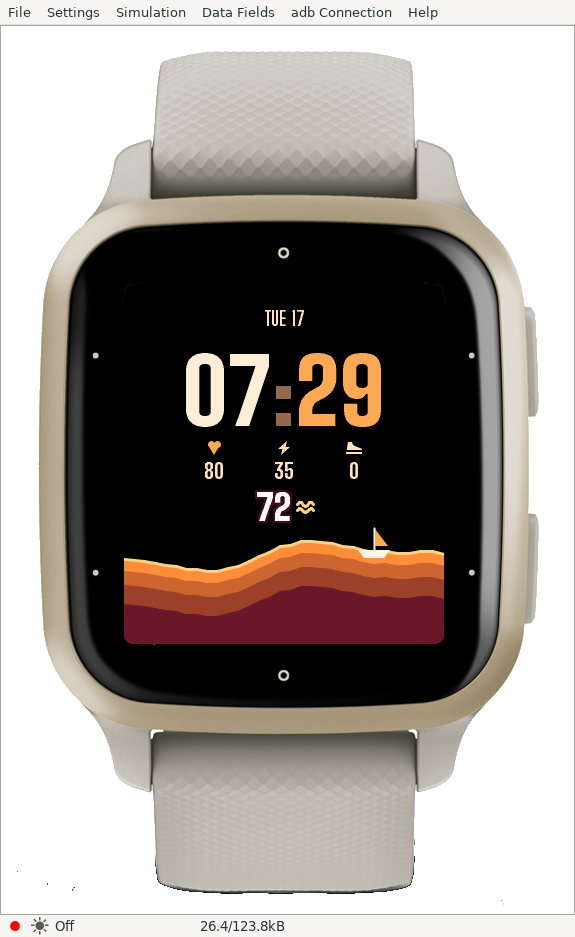 File Settings Simulation Data Fields adb Connection Help
TUE 17
07:29
80 35 0
72
Off 26.4/123.8kB